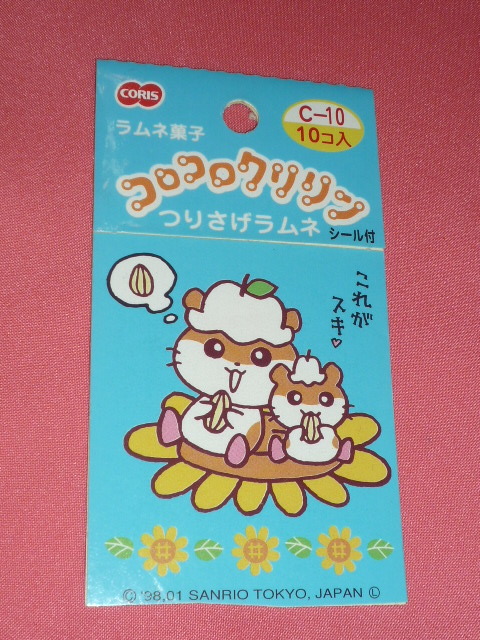 CORIS
C-10
10コ入
ラムネ菓子
コロコロクリリン
つりさげラムネ シール付
これが
スキ♡
© '98,01 SANRIO TOKYO, JAPAN Ⓛ